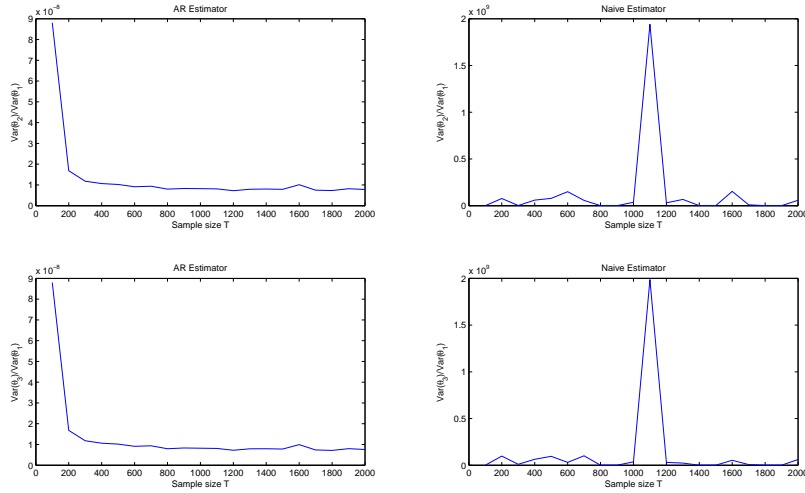 AR Estimator
x 10⁻⁸
9
8
7
6
5
4
3
2
1
0
Var(θ₂)/Var(θ₁)
0 200 400 600 800 1000 1200 1400 1600 1800 2000
Sample size T
Naive Estimator
x 10⁹
2
1.5
1
0.5
0
Var(θ₂)/Var(θ₁)
0 200 400 600 800 1000 1200 1400 1600 1800 2000
Sample size T
AR Estimator
x 10⁻⁸
9
8
7
6
5
4
3
2
1
0
Var(θ₃)/Var(θ₁)
0 200 400 600 800 1000 1200 1400 1600 1800 2000
Sample size T
Naive Estimator
x 10⁹
2
1.5
1
0.5
0
Var(θ₃)/Var(θ₁)
0 200 400 600 800 1000 1200 1400 1600 1800 2000
Sample size T